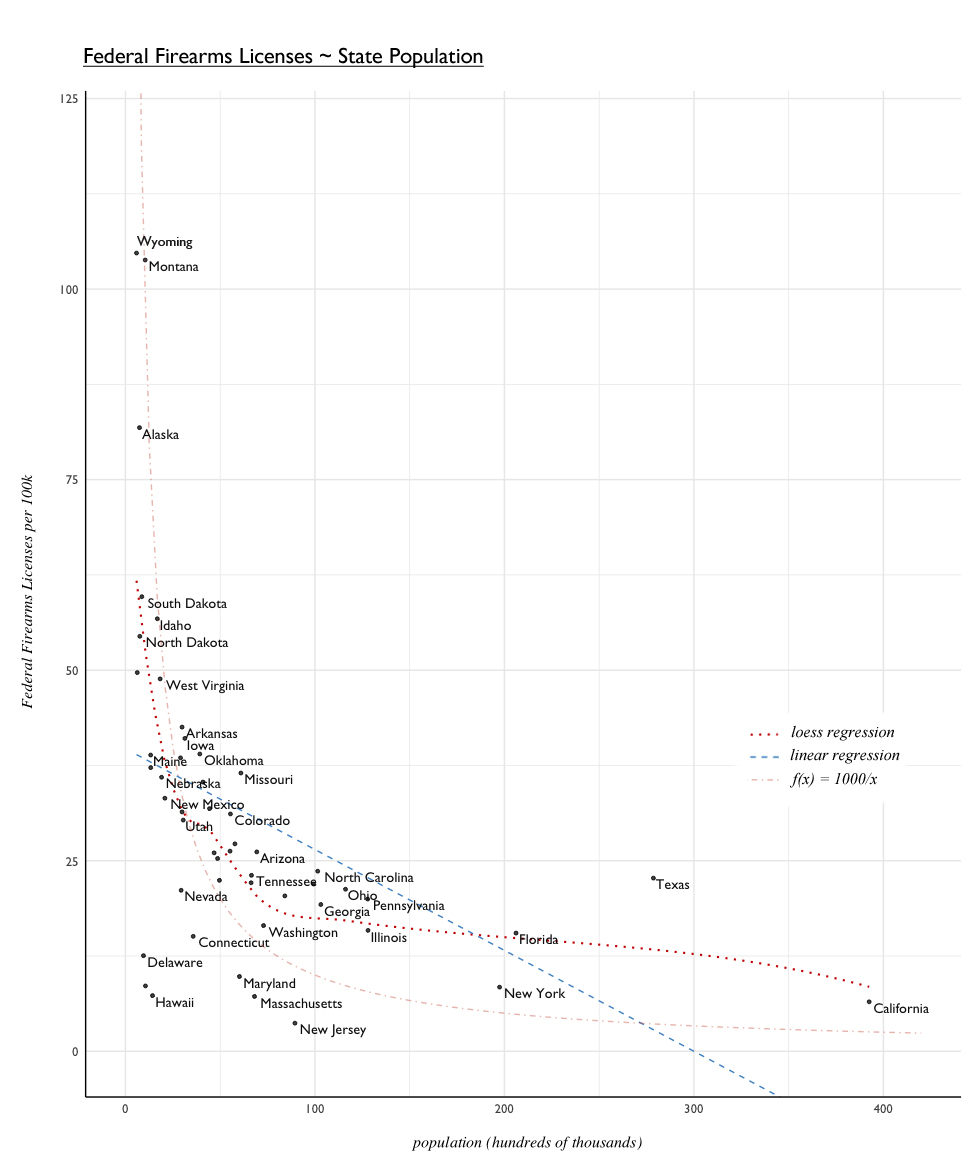 Federal Firearms Licenses ~ State Population
125
Wyoming
Montana
100
Alaska
75
Federal Firearms Licenses per 100k
South Dakota
Idaho
North Dakota
50
West Virginia
Arkansas
Iowa
Maine
Oklahoma
Missouri
Nebraska
New Mexico
Colorado
Utah
loess regression
linear regression
f(x) = 1000/x
25
Arizona
North Carolina
Tennessee
Texas
Nevada
Ohio
Pennsylvania
Georgia
Washington
Illinois
Florida
Connecticut
Delaware
Maryland
New York
Hawaii
Massachusetts
California
New Jersey
0
0 100 200 300 400
population (hundreds of thousands)